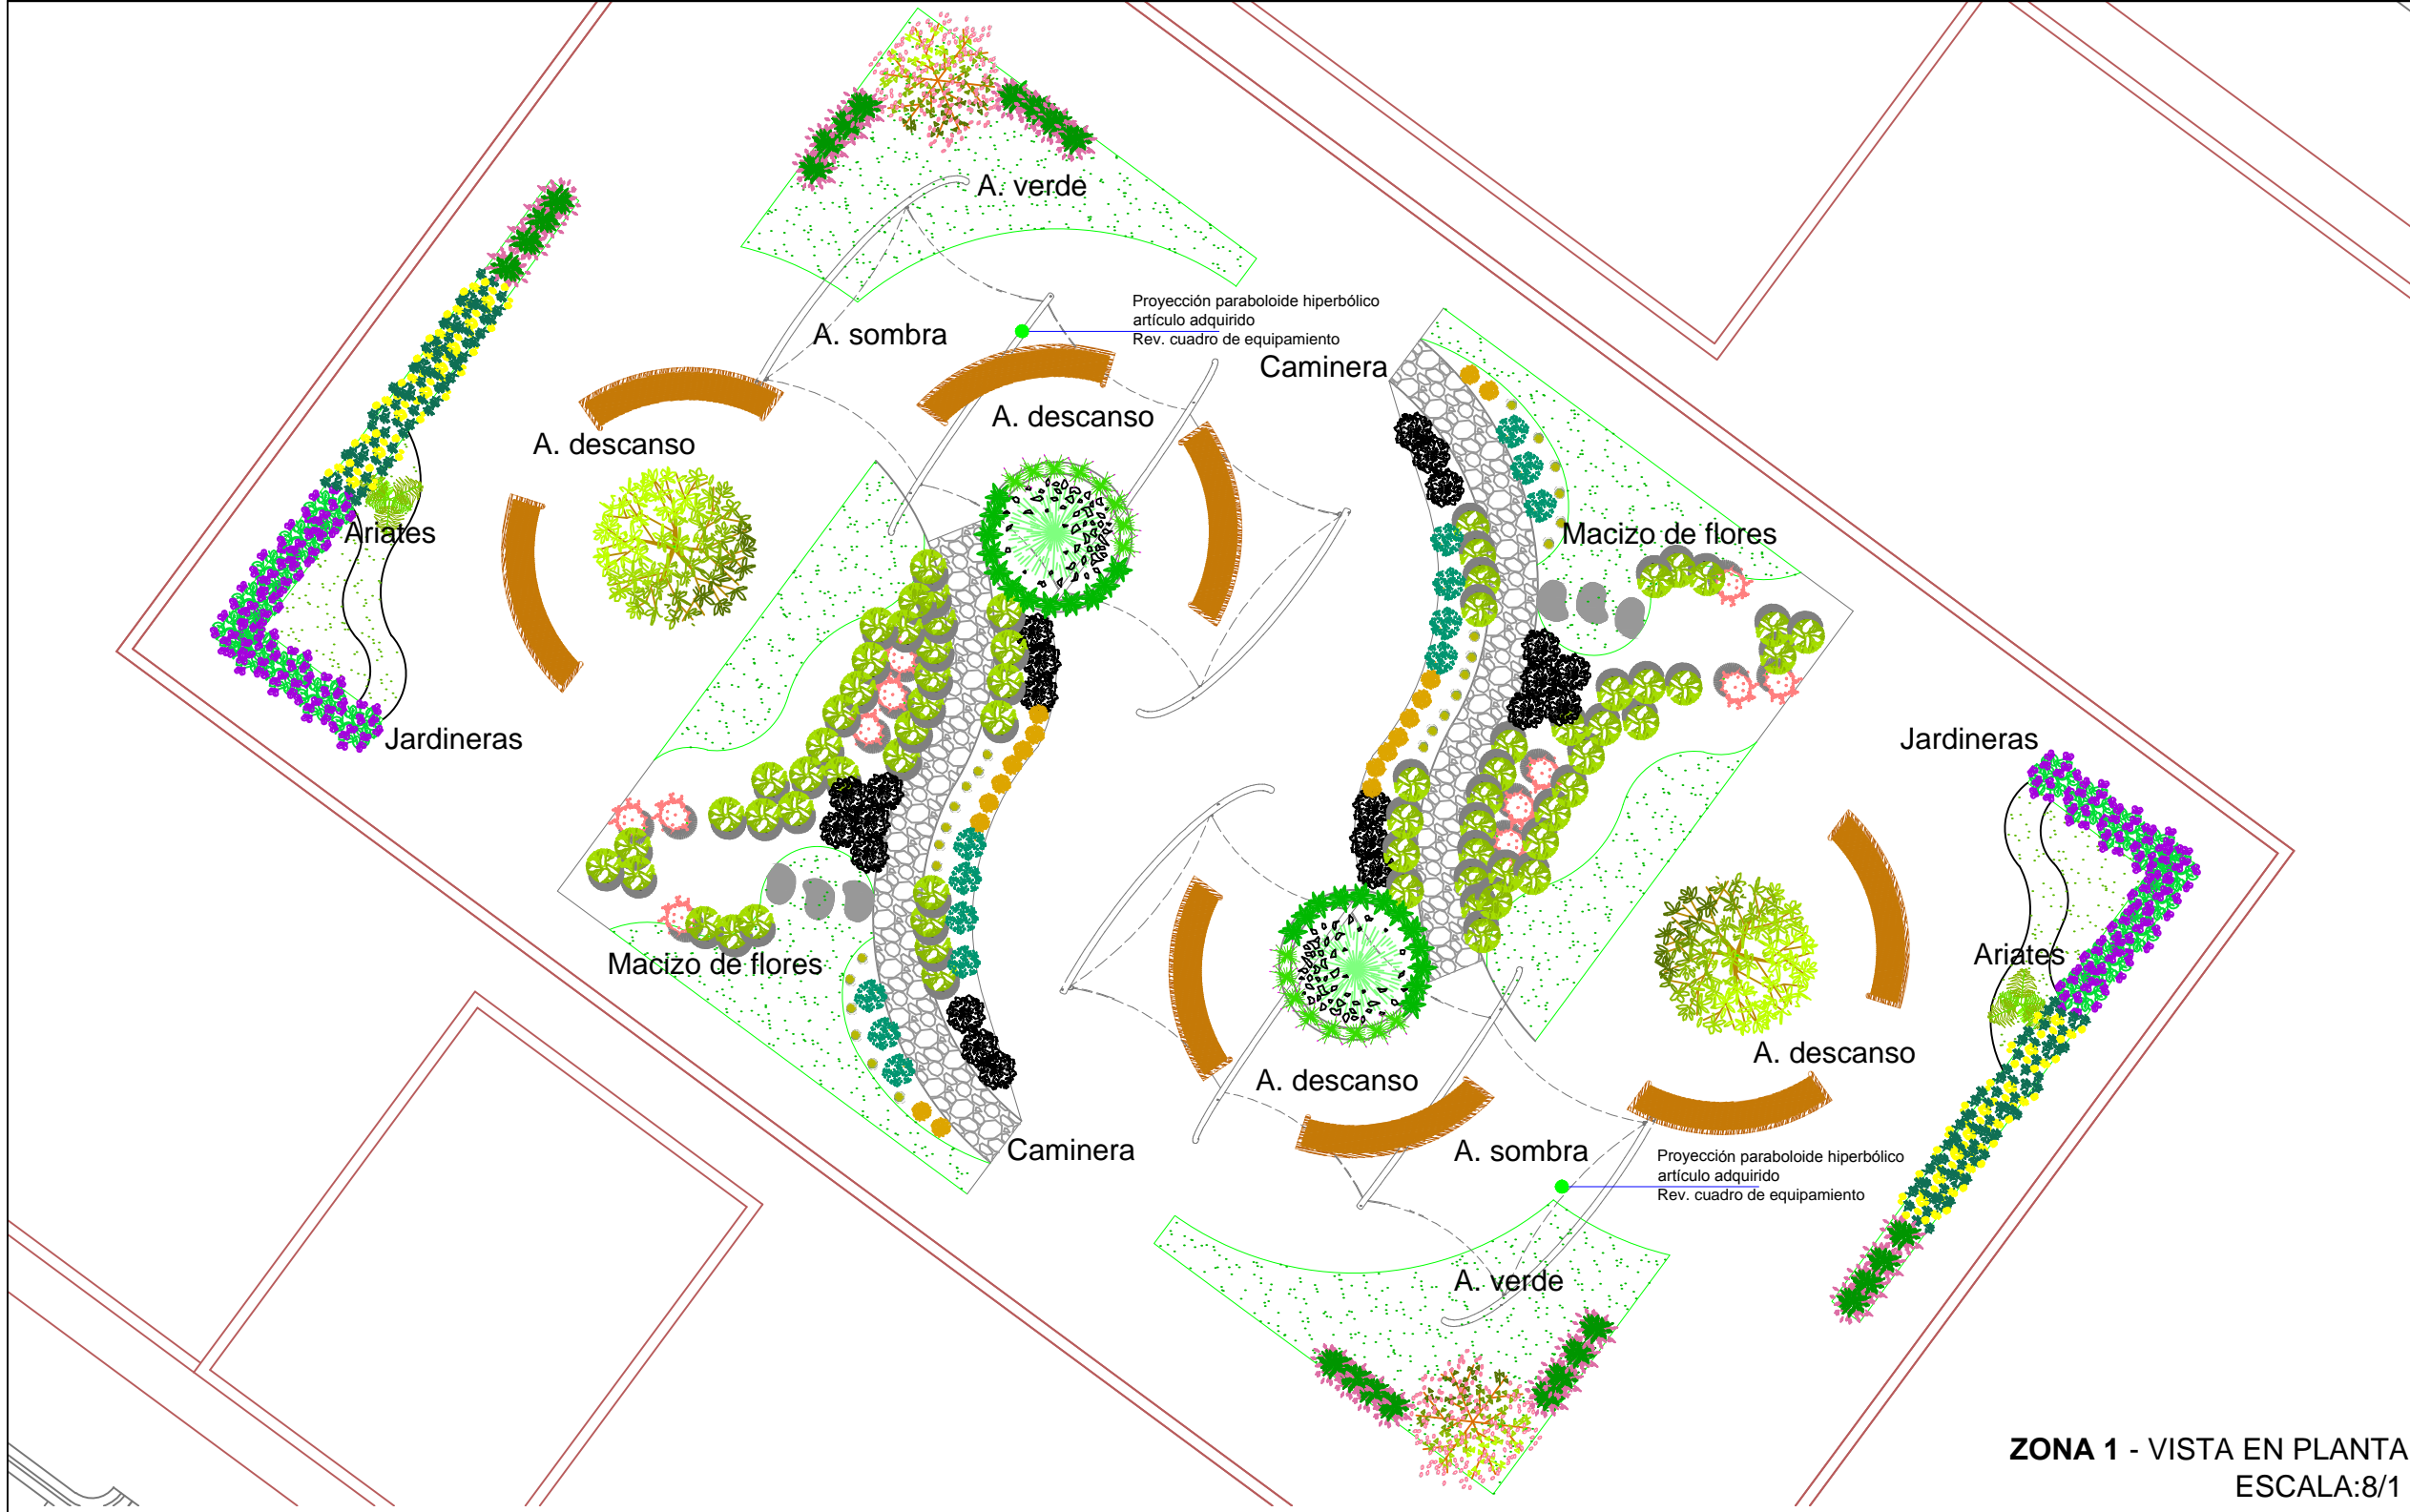 A. verde
Proyección paraboloide hiperbólico
artículo adquirido
Rev. cuadro de equipamiento
A. sombra
Caminera
A. descanso
A. descanso
Ariates
Macizo de flores
Jardineras
Jardineras
Macizo de flores
Ariates
A. descanso
A. descanso
Caminera
A. sombra
Proyección paraboloide hiperbólico
artículo adquirido
Rev. cuadro de equipamiento
A. verde
ZONA 1 - VISTA EN PLANTA
ESCALA:8/1